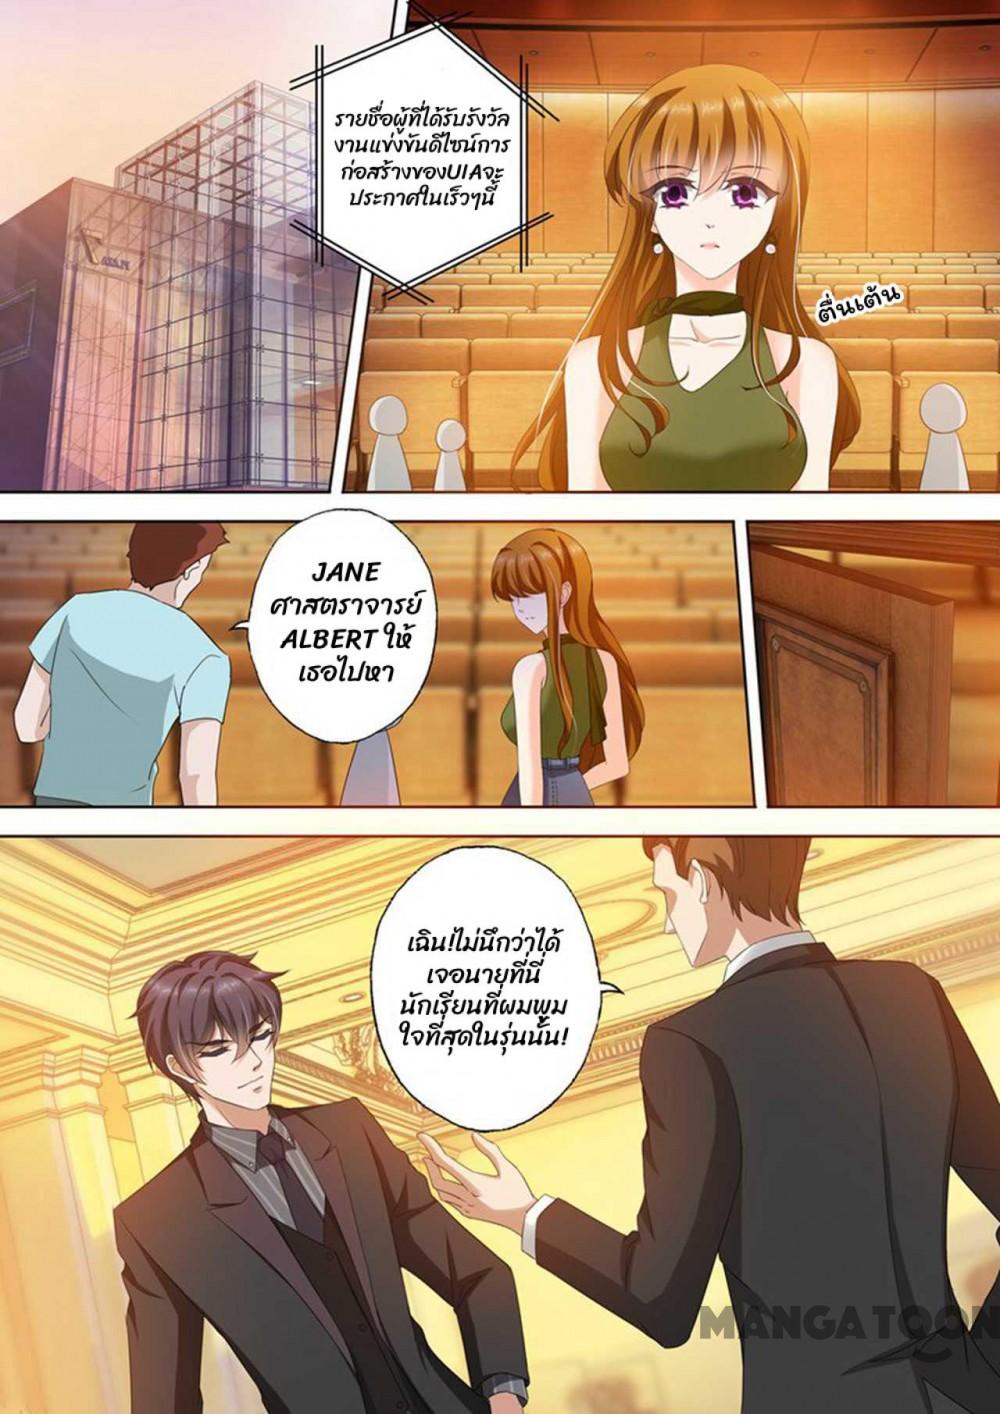 รายชื่อผู้ที่ได้รับรังวัล
งานแข่งขันดีไซน์การ
ก่อสร้างของUIAจะ
ประกาศในเร็วๆนี้
ตื่นเต้น
JANE
ศาสตราจารย์
ALBERT ให้
เธอไปหา
เฉิน!ไม่นึกว่าได้
เจอนายที่นี่
นักเรียนที่ผมพูม
ใจที่สุดในรุ่นนั้น!
MANGATOON